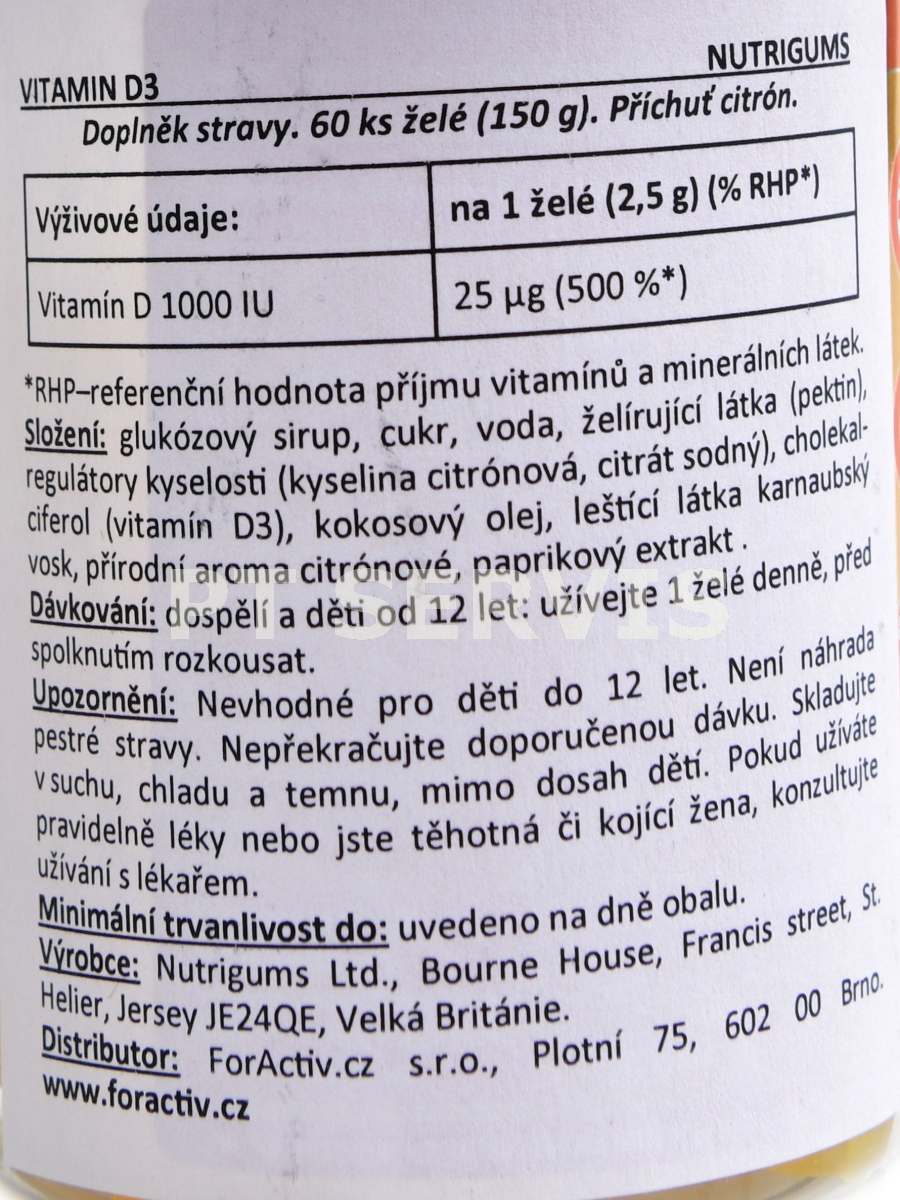 VITAMIN D3 NUTRIGUMS
Doplněk stravy. 60 ks želé (150 g). Příchuť citrón.
Výživové údaje: na 1 želé (2,5 g) (% RHP*)
Vitamín D 1000 IU 25 µg (500 %*)
*RHP–referenční hodnota příjmu vitamínů a minerálních látek.
Složení: glukózový sirup, cukr, voda, želírující látka (pektin),
regulátory kyselosti (kyselina citrónová, citrát sodný), cholekal-
ciferol (vitamín D3), kokosový olej, leštící látka karnaubský
vosk, přírodní aroma citrónové, paprikový extrakt .
Dávkování: dospělí a děti od 12 let: užívejte 1 želé denně, před
spolknutím rozkousat.
PT SERVIS
Upozornění: Nevhodné pro děti do 12 let. Není náhrada
pestré stravy. Nepřekračujte doporučenou dávku. Skladujte
v suchu, chladu a temnu, mimo dosah dětí. Pokud užíváte
pravidelně léky nebo jste těhotná či kojící žena, konzultujte
užívání s lékařem.
Minimální trvanlivost do: uvedeno na dně obalu.
Výrobce: Nutrigums Ltd., Bourne House, Francis street, St.
Helier, Jersey JE24QE, Velká Británie.
Distributor: ForActiv.cz s.r.o., Plotní 75, 602 00 Brno.
www.foractiv.cz